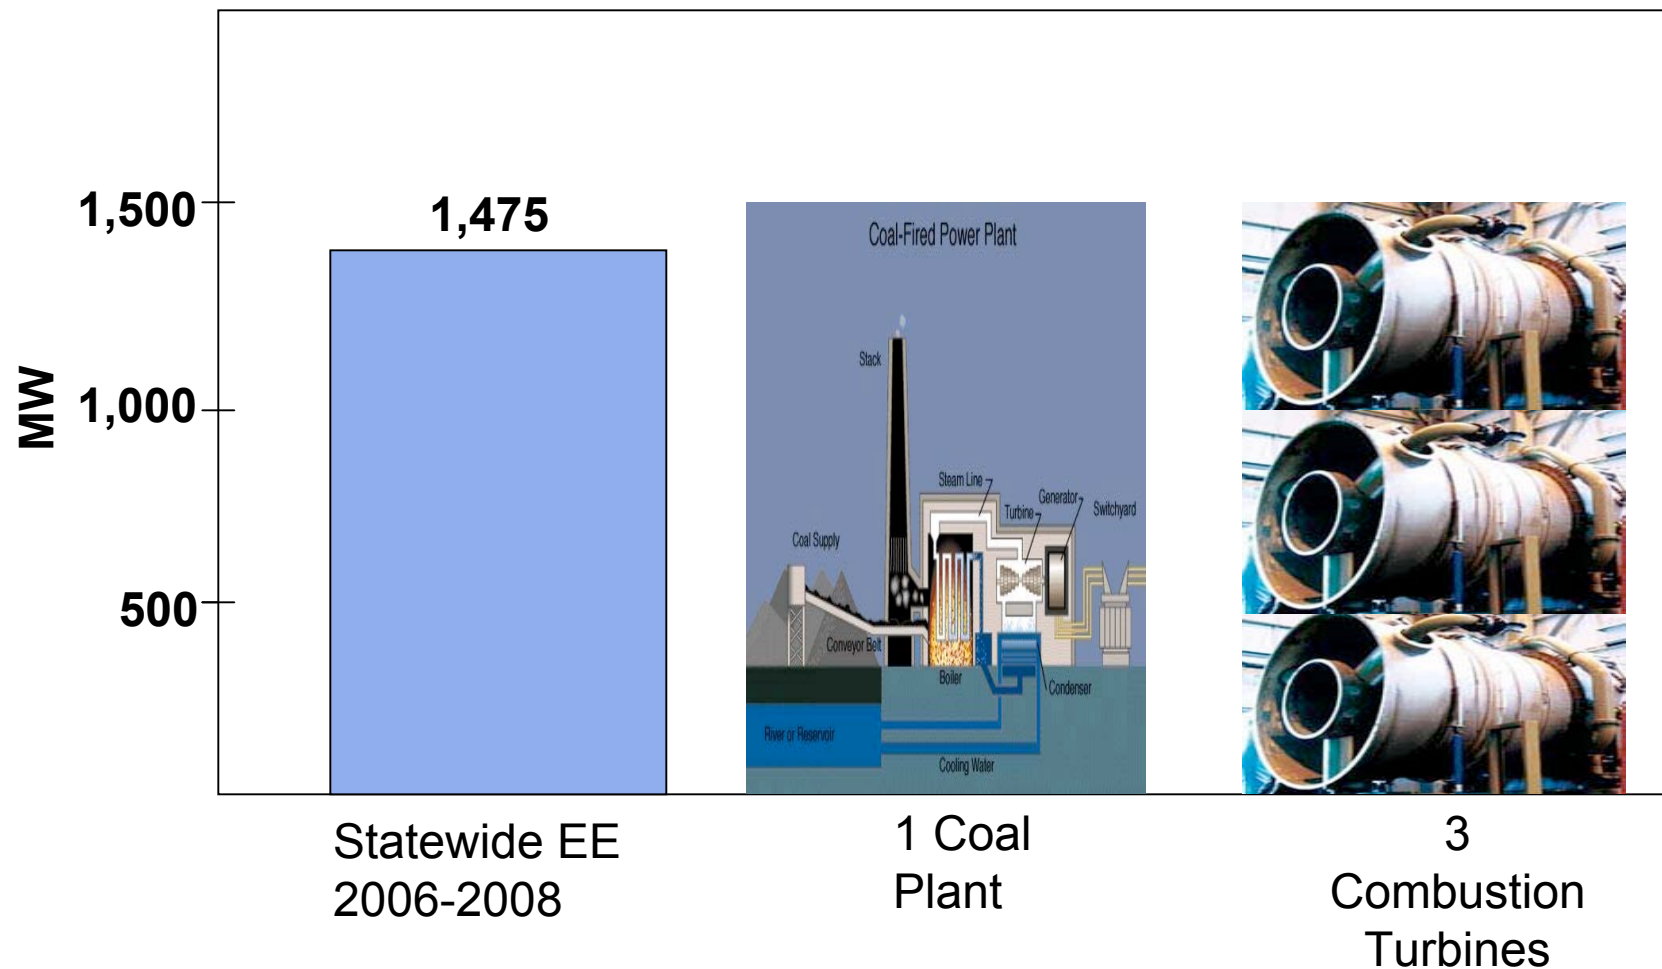 1,500
1,475
1,000
500
MW
Coal-Fired Power Plant
Stack
Steam Line
Generator
Turbine
Switchyard
Coal Supply
Conveyor Belt
Boiler
Condenser
River or Reservoir
Cooling Water
Statewide EE
2006-2008
1 Coal
Plant
3
Combustion
Turbines